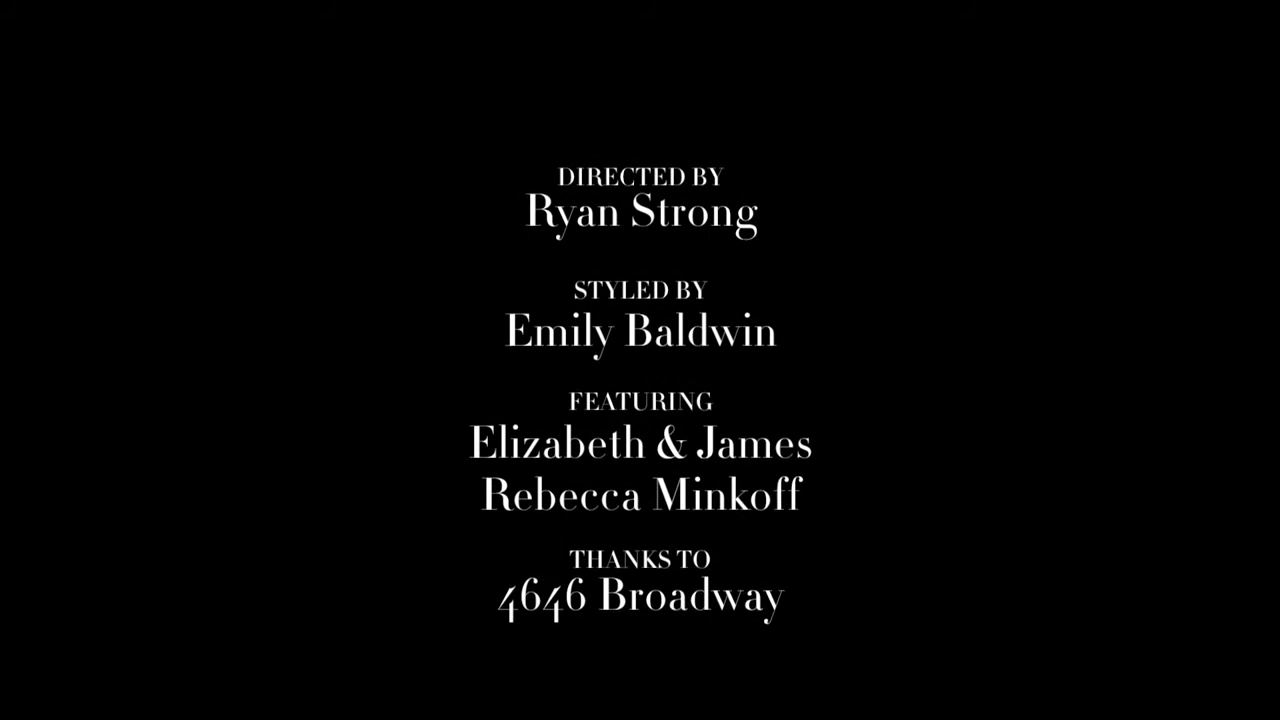 DIRECTED BY
Ryan Strong
STYLED BY
Emily Baldwin
FEATURING
Elizabeth & James
Rebecca Minkoff
THANKS TO
4646 Broadway